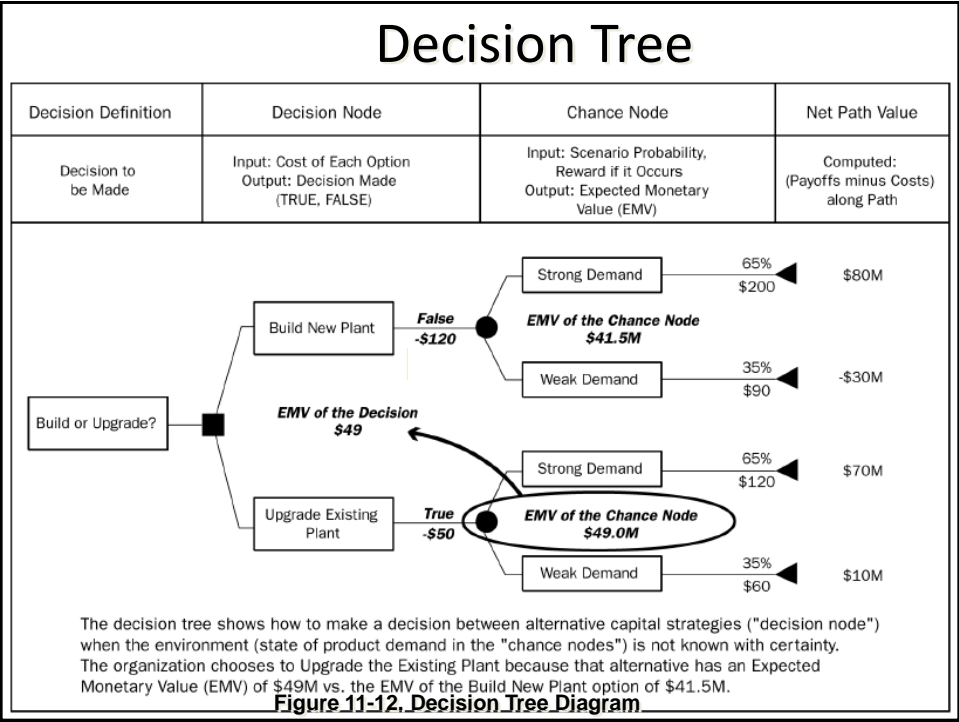 Decision Tree
Decision Definition
Decision Node
Chance Node
Net Path Value
Decision to
be Made
Input: Cost of Each Option
Output: Decision Made
(TRUE, FALSE)
Input: Scenario Probability,
Reward if it Occurs
Output: Expected Monetary
Value (EMV)
Computed:
(Payoffs minus Costs)
along Path
Build or Upgrade?
Build New Plant
False
-$120
Strong Demand
65%
$200
$80M
EMV of the Chance Node
$41.5M
Weak Demand
35%
$90
-$30M
EMV of the Decision
$49
Upgrade Existing
Plant
True
-$50
Strong Demand
65%
$120
$70M
EMV of the Chance Node
$49.0M
Weak Demand
35%
$60
$10M
The decision tree shows how to make a decision between alternative capital strategies ("decision node")
when the environment (state of product demand in the "chance nodes") is not known with certainty.
The organization chooses to Upgrade the Existing Plant because that alternative has an Expected
Monetary Value (EMV) of $49M vs. the EMV of the Build New Plant option of $41.5M.
Figure 11-12. Decision Tree Diagram